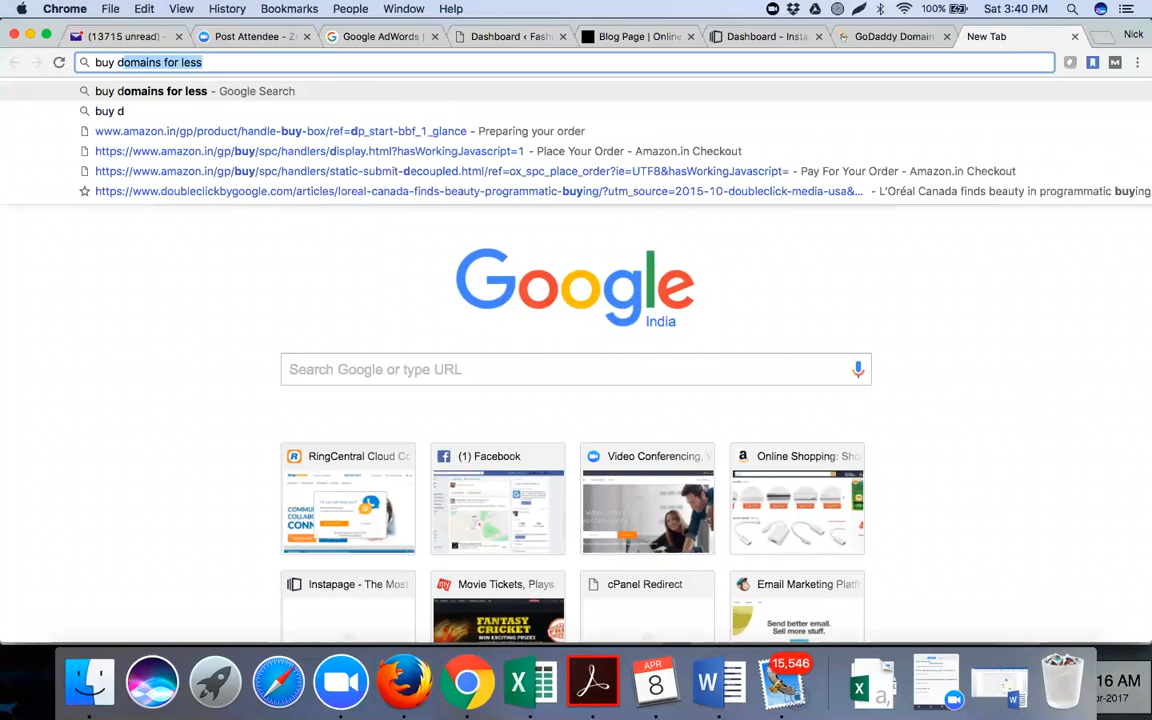 Chrome File Edit View History Bookmarks People Window Help 100% Sat 3:40 PM
(13715 unread) - Post Attendee - Z Google AdWords Dashboard ‹ Fash Blog Page | Online Dashboard - Insta GoDaddy Domain New Tab Nick
buy domains for less
buy domains for less - Google Search
buy d
www.amazon.in/gp/product/handle-buy-box/ref=dp_start-bbf_1_glance - Preparing your order
https://www.amazon.in/gp/buy/spc/handlers/display.html?hasWorkingJavascript=1 - Place Your Order - Amazon.in Checkout
https://www.amazon.in/gp/buy/spc/handlers/static-submit-decoupled.html/ref=ox_spc_place_order?ie=UTF8&hasWorkingJavascript= - Pay For Your Order - Amazon.in Checkout
https://www.doubleclickbygoogle.com/articles/loreal-canada-finds-beauty-programmatic-buying/?utm_source=2015-10-doubleclick-media-usa&... - L'Oréal Canada finds beauty in programmatic buying
Google
India
Search Google or type URL
RingCentral Cloud Co (1) Facebook Video Conferencing, Online Shopping: Sho
Instapage - The Most Movie Tickets, Plays, cPanel Redirect Email Marketing Platf
FANTASY
CRICKET
WIN EXCITING PRIZES
Send better email.
Sell more stuff.
15,546
APR
8
16 AM
r-2017